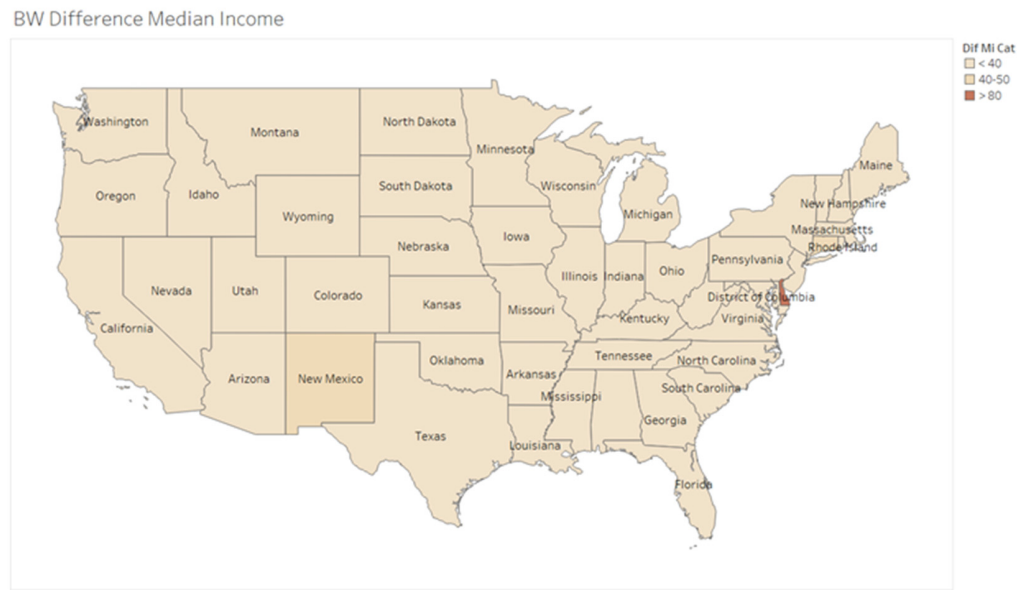 BW Difference Median Income
Dif Mi Cat
< 40
40-50
> 80
Washington
Montana
North Dakota
Minnesota
Maine
Oregon
Idaho
Wyoming
South Dakota
Wisconsin
Michigan
New Hampshire
Massachusetts
Rhode Island
Nebraska
Iowa
Pennsylvania
Nevada
Utah
Colorado
Kansas
Illinois
Indiana
Ohio
District of Columbia
California
Missouri
Kentucky
Virginia
Arizona
New Mexico
Oklahoma
Arkansas
Tennessee
North Carolina
South Carolina
Mississippi
Georgia
Texas
Louisiana
Florida